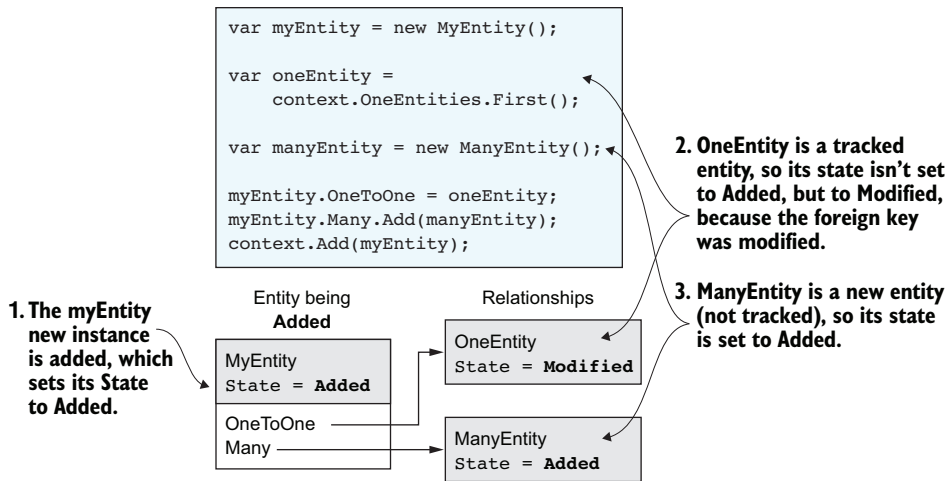 var myEntity = new MyEntity();
var oneEntity =
    context.OneEntities.First();
var manyEntity = new ManyEntity();
myEntity.OneToOne = oneEntity;
myEntity.Many.Add(manyEntity);
context.Add(myEntity);
2. OneEntity is a tracked
entity, so its state isn't set
to Added, but to Modified,
because the foreign key
was modified.
3. ManyEntity is a new entity
(not tracked), so its state
is set to Added.
1. The myEntity
new instance
is added, which
sets its State
to Added.
Entity being
Added
MyEntity
State = Added
OneToOne
Many
Relationships
OneEntity
State = Modified
ManyEntity
State = Added